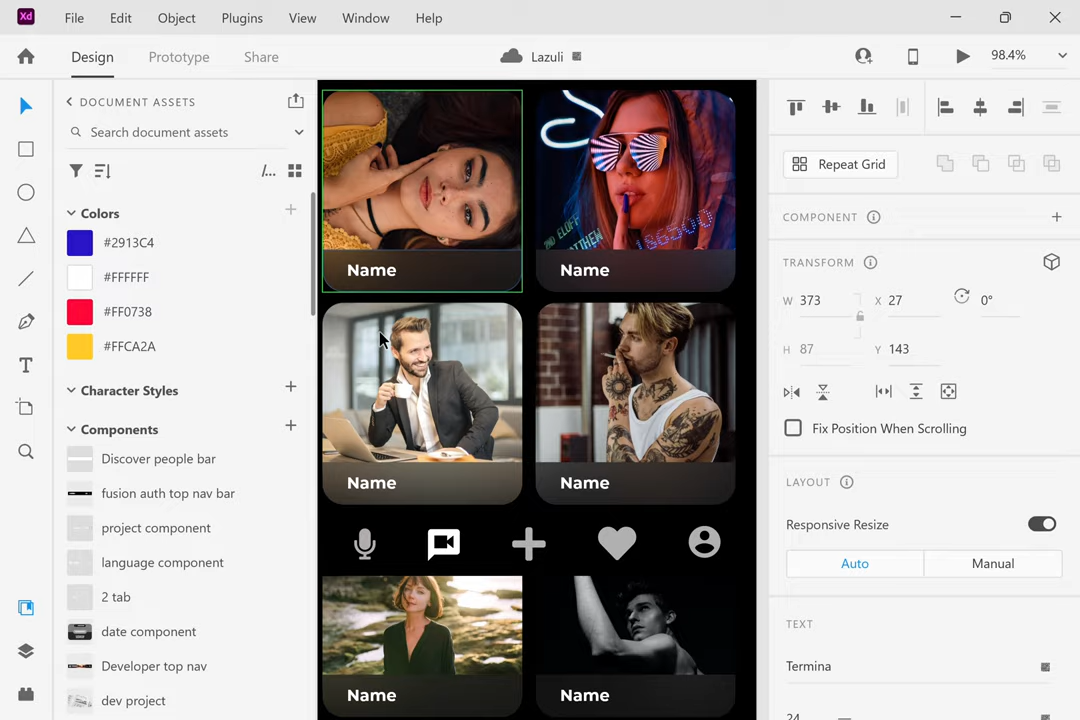 Xd File Edit Object Plugins View Window Help
Design Prototype Share Lazuli 98.4%
DOCUMENT ASSETS
Search document assets
/...
Colors
#2913C4
#FFFFFF
#FF0738
#FFCA2A
Character Styles
Components
Discover people bar
fusion auth top nav bar
project component
language component
2 tab
date component
Developer top nav
dev project
Name Name
Name Name
Name Name
Repeat Grid
COMPONENT
TRANSFORM
W 373 X 27 0°
H 87 Y 143
Fix Position When Scrolling
LAYOUT
Responsive Resize
Auto Manual
TEXT
Termina
24